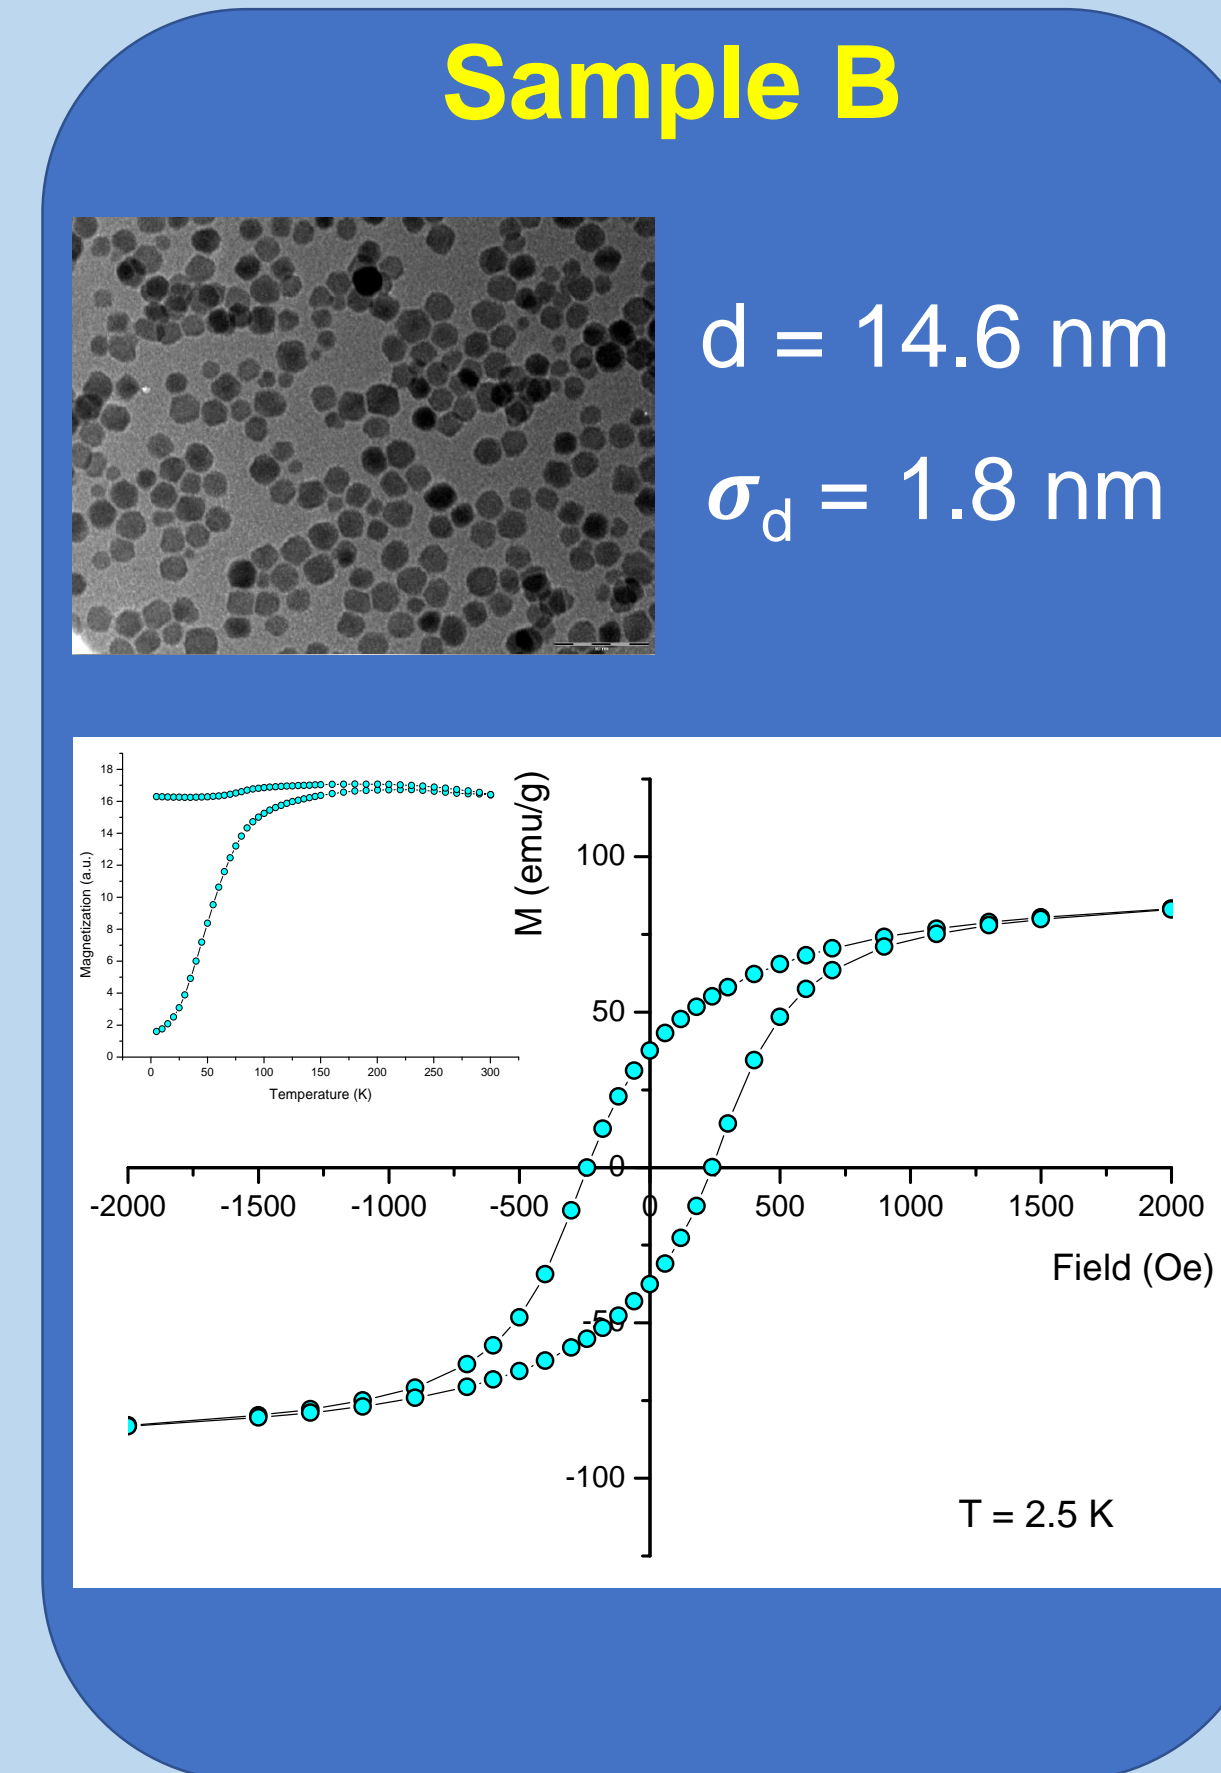 Sample B
d = 14.6 nm
σd = 1.8 nm
18
16
14
12
10
8
6
4
2
0
Magnetization (a.u.)
0 50 100 150 200 250 300
Temperature (K)
M (emu/g)
100
50
0
-50
-100
-2000 -1500 -1000 -500 0 500 1000 1500 2000
Field (Oe)
T = 2.5 K